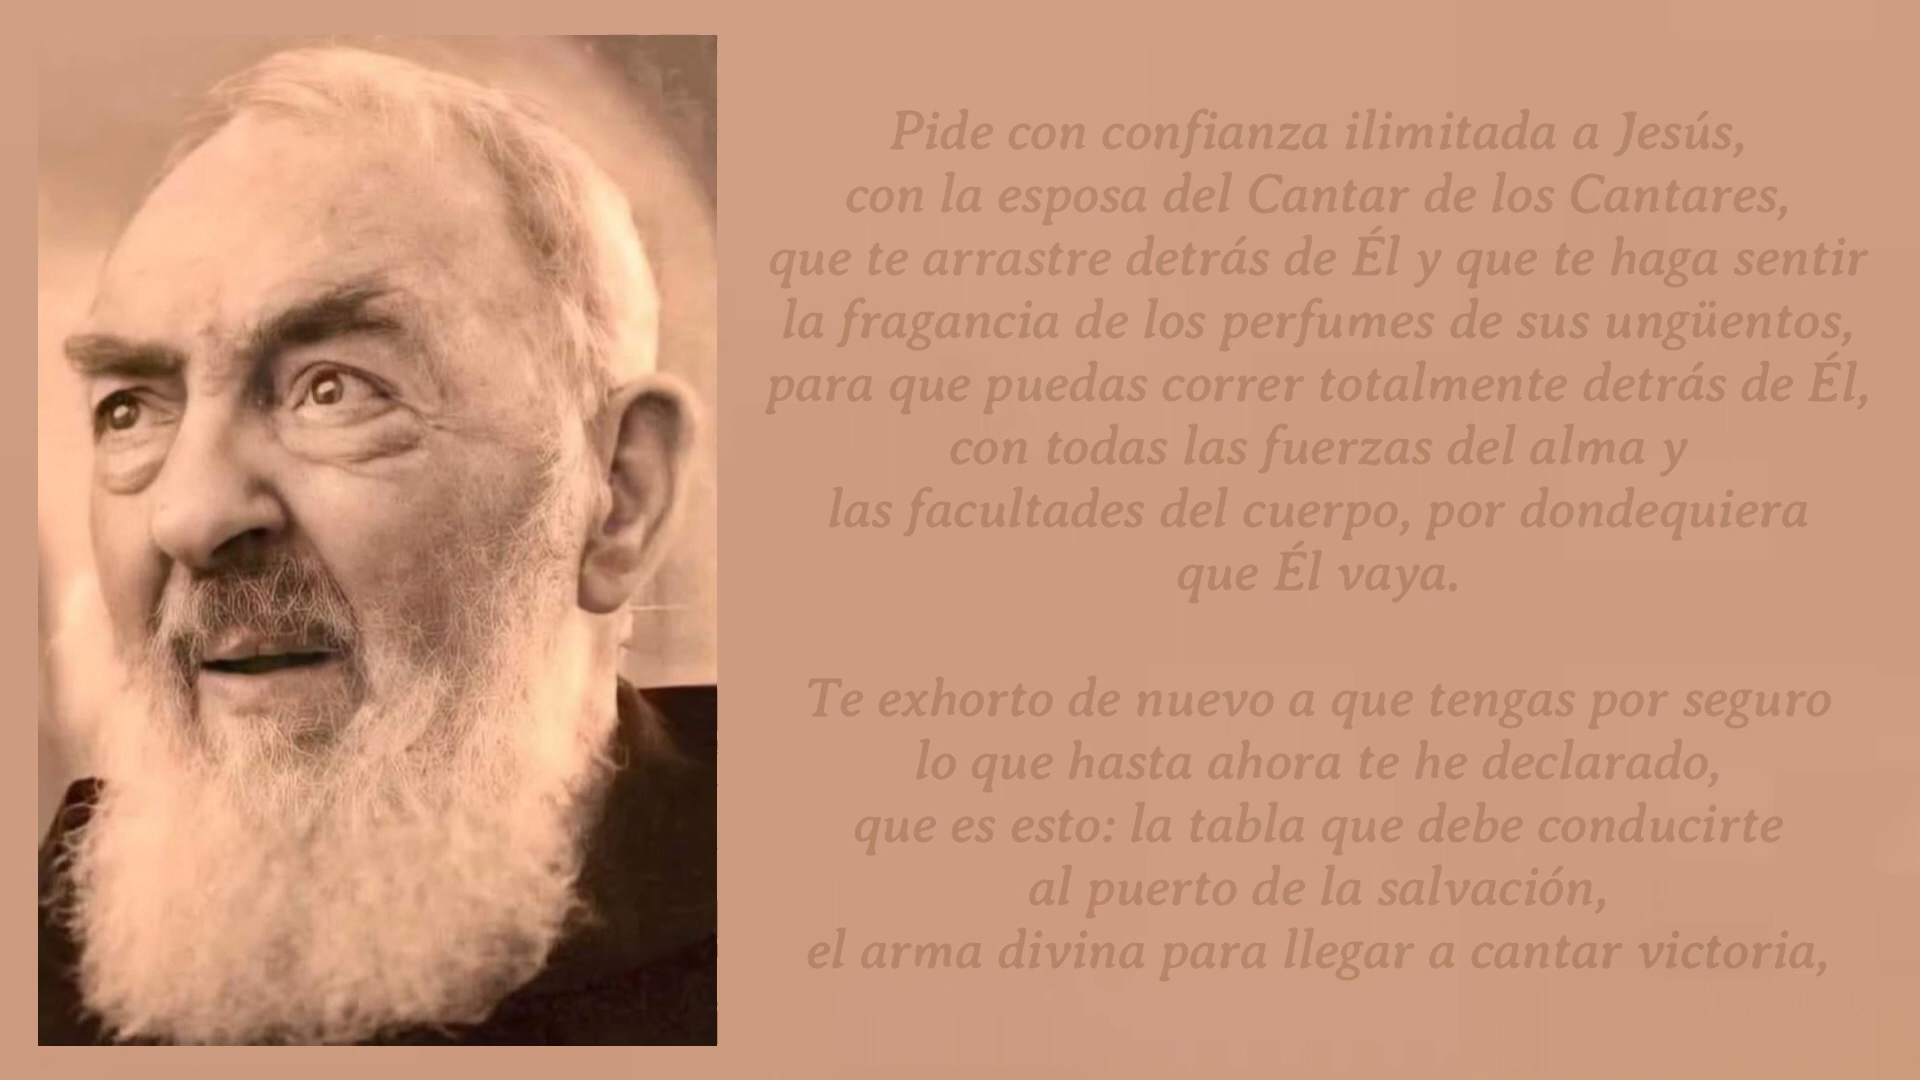 Pide con confianza ilimitada a Jesús,
con la esposa del Cantar de los Cantares,
que te arrastre detrás de Él y que te haga sentir
la fragancia de los perfumes de sus ungüentos,
para que puedas correr totalmente detrás de Él,
con todas las fuerzas del alma y
las facultades del cuerpo, por dondequiera
que Él vaya.
Te exhorto de nuevo a que tengas por seguro
lo que hasta ahora te he declarado,
que es esto: la tabla que debe conducirte
al puerto de la salvación,
el arma divina para llegar a cantar victoria,